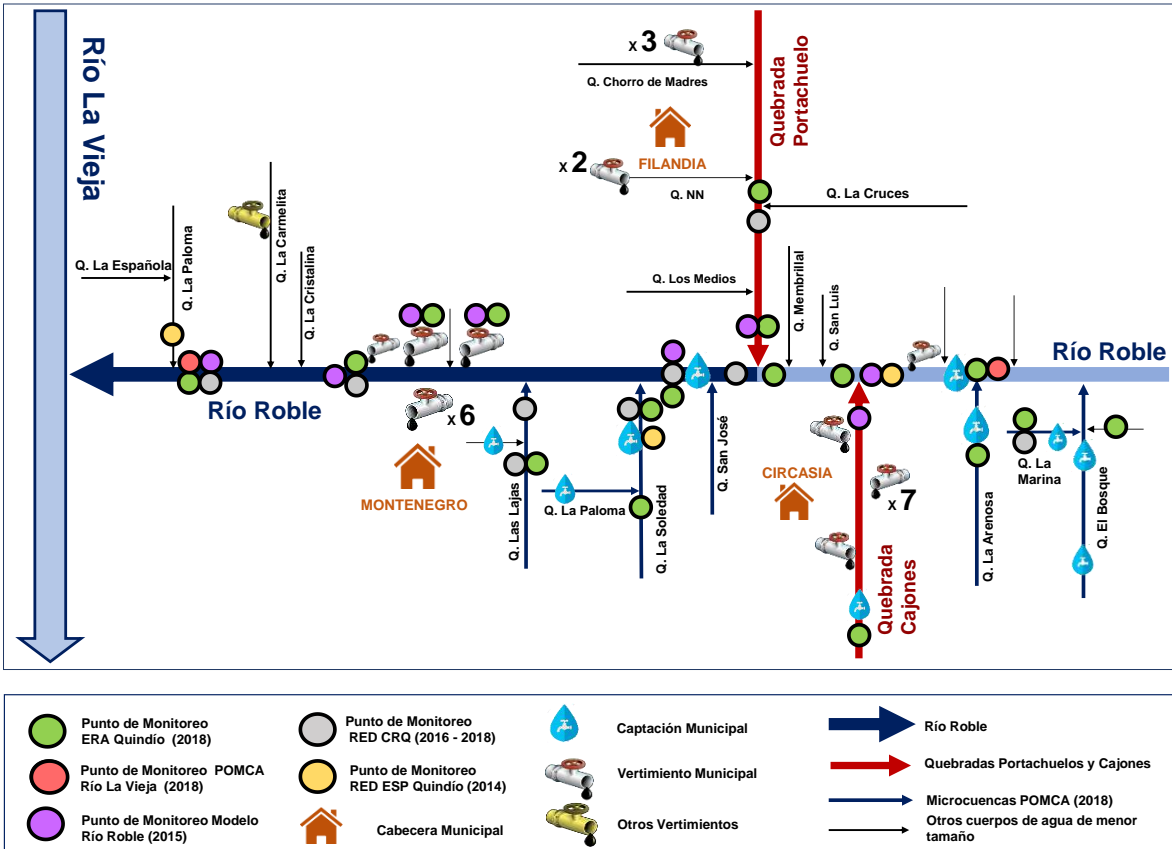 Río La Vieja
x 3
Q. Chorro de Madres
Quebrada
Portachuelo
FILANDIA
x 2
Q. NN
Q. La Cruces
Q. La Española
Q. La Paloma
Q. La Carmelita
Q. La Cristalina
Q. Los Medios
Q. Membrillal
Q. San Luis
Río Roble
Río Roble
x 6
MONTENEGRO
Q. Las Lajas
Q. La Paloma
Q. La Soledad
Q. San José
CIRCASIA
x 7
Quebrada
Cajones
Q. La Arenosa
Q. La
Marina
Q. El Bosque
Punto de Monitoreo
ERA Quindío (2018)
Punto de Monitoreo POMCA
Río La Vieja (2018)
Punto de Monitoreo Modelo
Río Roble (2015)
Punto de Monitoreo
RED CRQ (2016 - 2018)
Punto de Monitoreo
RED ESP Quindío (2014)
Cabecera Municipal
Captación Municipal
Vertimiento Municipal
Otros Vertimientos
Río Roble
Quebradas Portachuelos y Cajones
Microcuencas POMCA (2018)
Otros cuerpos de agua de menor
tamaño